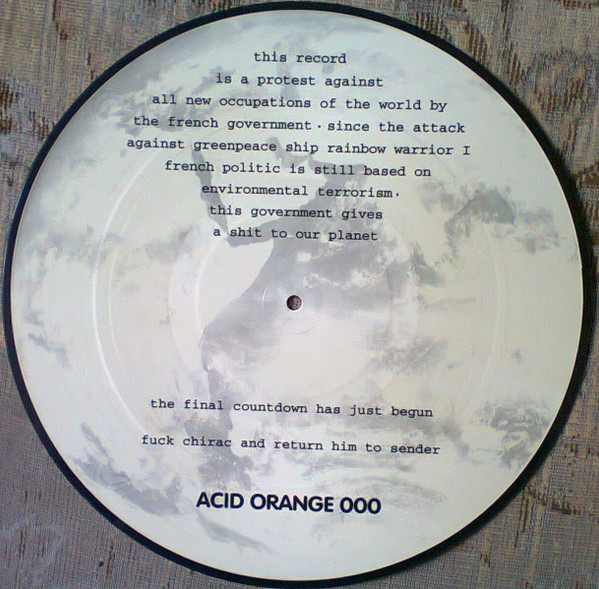 this record
is a protest against
all new occupations of the world by
the french government · since the attack
against greenpeace ship rainbow warrior I
french politic is still based on
environmental terrorism·
this government gives
a shit to our planet
the final countdown has just begun
fuck chirac and return him to sender
ACID ORANGE 000